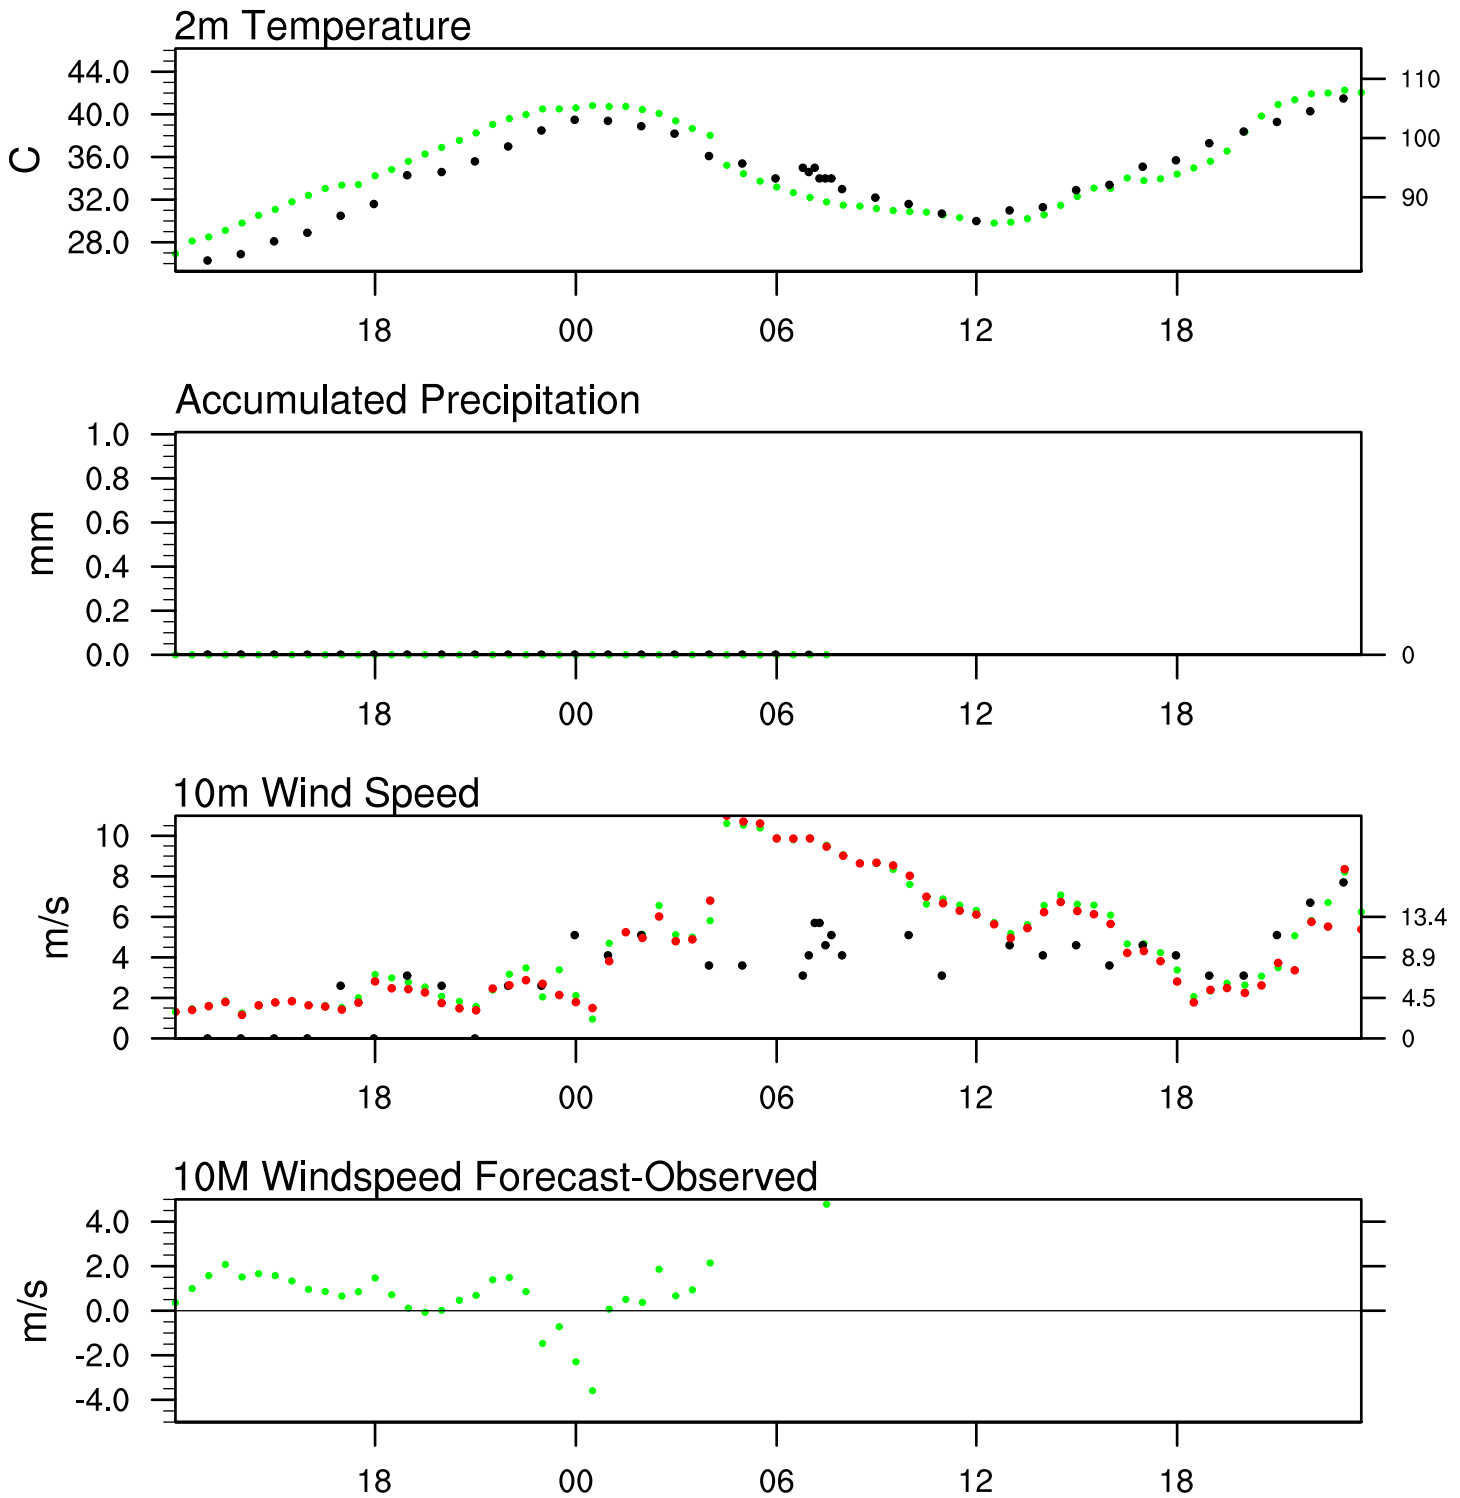 2m Temperature
44.0
40.0
36.0
32.0
28.0
C
110
100
90
18 00 06 12 18
Accumulated Precipitation
1.0
0.8
0.6
0.4
0.2
0.0
mm
0
18 00 06 12 18
10m Wind Speed
10
8
6
4
2
0
m/s
13.4
8.9
4.5
0
18 00 06 12 18
10M Windspeed Forecast-Observed
4.0
2.0
0.0
-2.0
-4.0
m/s
18 00 06 12 18